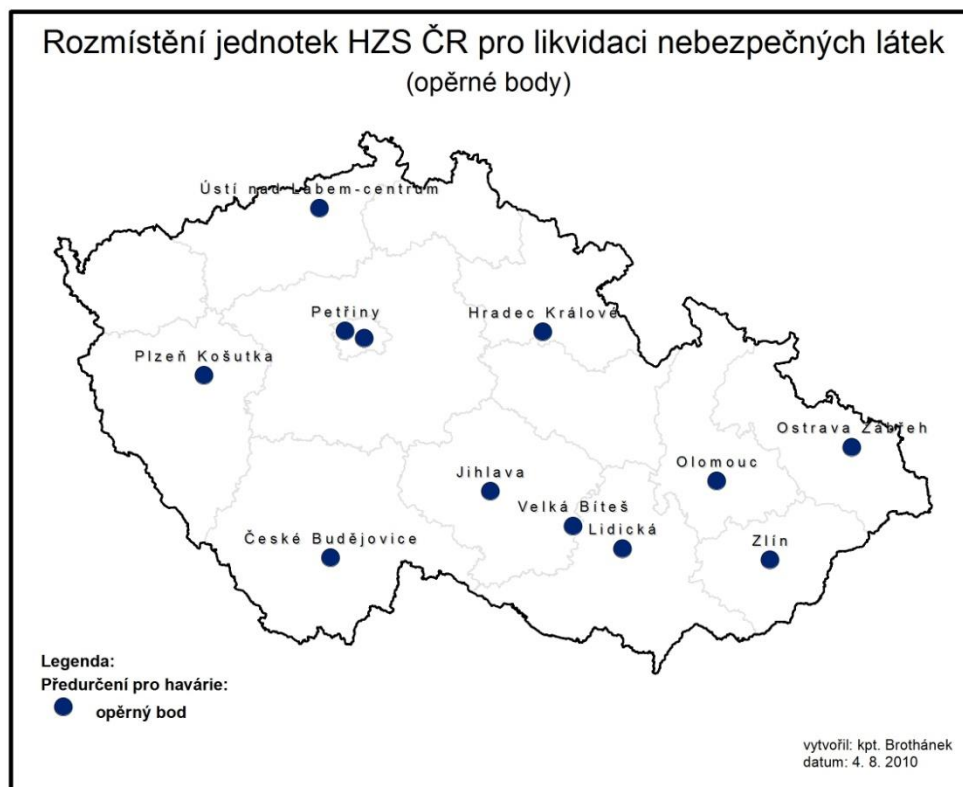 Rozmístění jednotek HZS ČR pro likvidaci nebezpečných látek
(opěrné body)
Ústí nad Labem-centrum
Petřiny
Hradec Králové
Plzeň Košutka
Ostrava Zábřeh
Olomouc
Jihlava
Velká Bíteš
Lidická
České Budějovice
Zlín
Legenda:
Předurčení pro havárie:
opěrný bod
vytvořil: kpt. Brothánek
datum: 4. 8. 2010